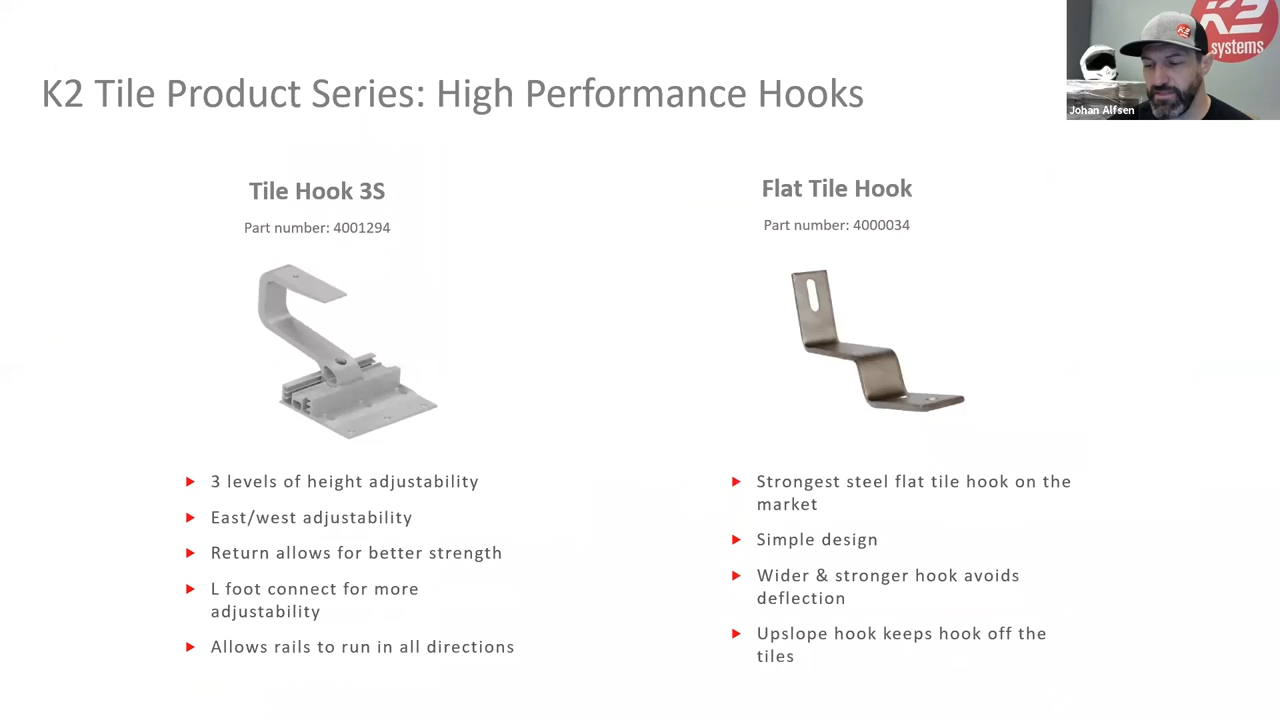 K2
systems
Johan Alfsen
K2 Tile Product Series: High Performance Hooks
Tile Hook 3S
Part number: 4001294
3 levels of height adjustability
East/west adjustability
Return allows for better strength
L foot connect for more
adjustability
Allows rails to run in all directions
Flat Tile Hook
Part number: 4000034
Strongest steel flat tile hook on the
market
Simple design
Wider & stronger hook avoids
deflection
Upslope hook keeps hook off the
tiles